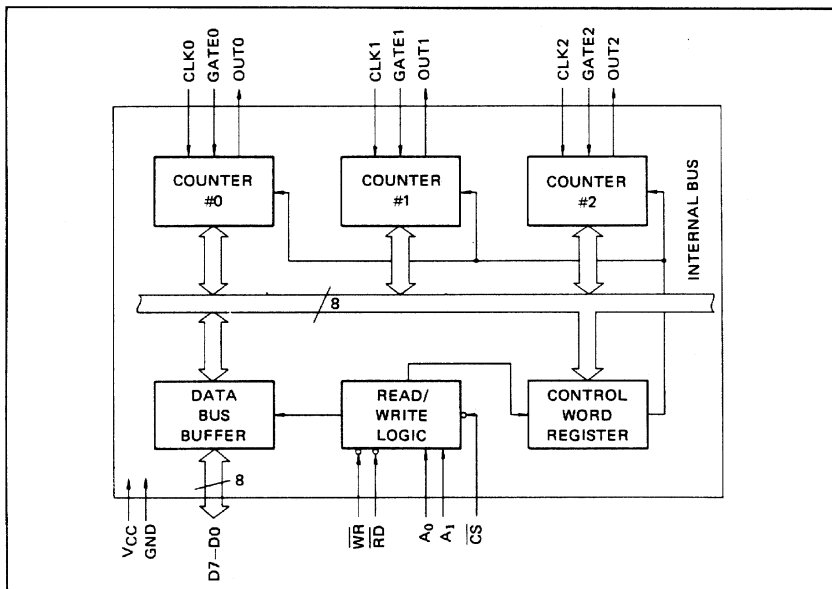 CLK0
GATE0
OUT0
CLK1
GATE1
OUT1
CLK2
GATE2
OUT2
COUNTER
#0
COUNTER
#1
COUNTER
#2
INTERNAL BUS
8
DATA
BUS
BUFFER
READ/
WRITE
LOGIC
CONTROL
WORD
REGISTER
8
VCC
GND
D7–D0
WR
RD
A0
A1
CS